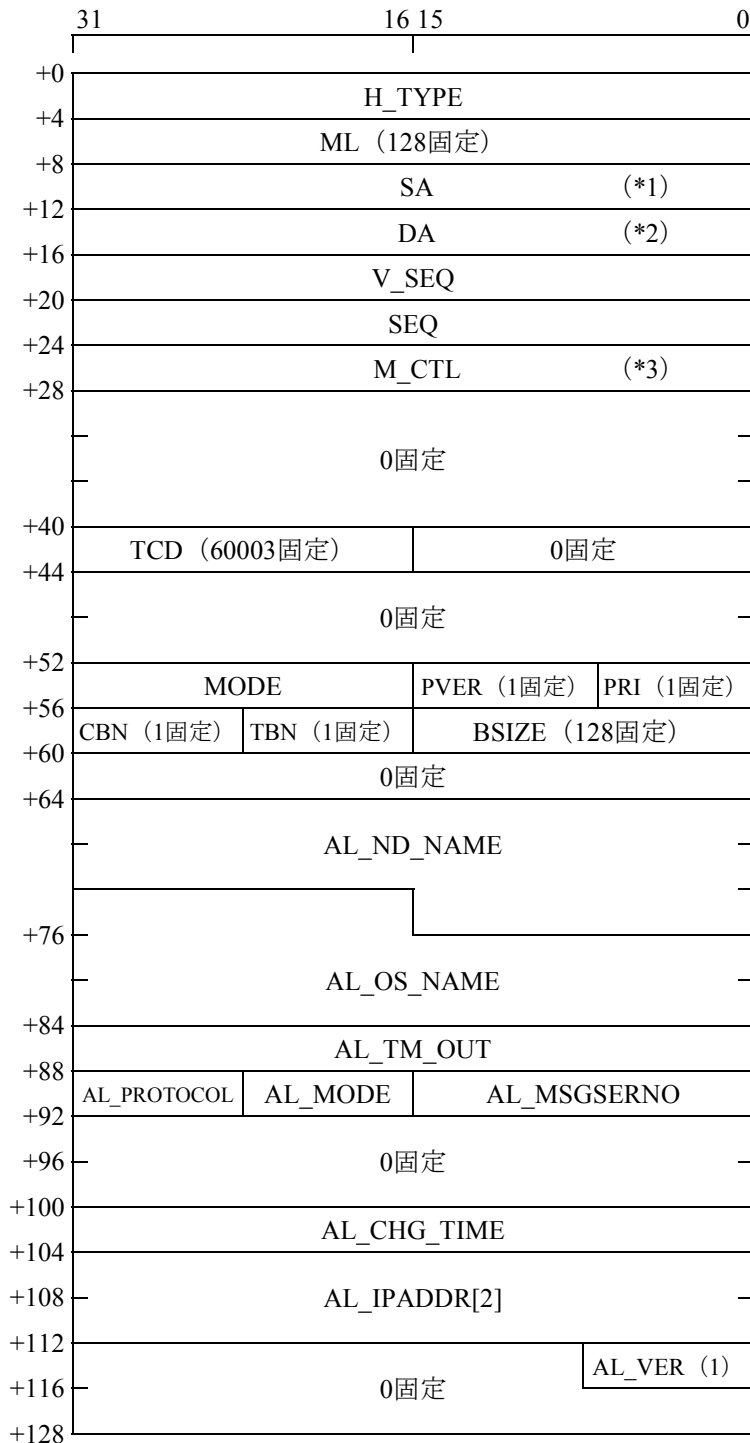 31 16 15 0
+0
H_TYPE
+4
ML（128固定）
+8
SA （*1）
+12
DA （*2）
+16
V_SEQ
+20
SEQ
+24
M_CTL （*3）
+28
0固定
+40
TCD（60003固定） 0固定
+44
0固定
+52
MODE PVER（1固定） PRI（1固定）
+56
CBN（1固定） TBN（1固定） BSIZE（128固定）
+60
0固定
+64
AL_ND_NAME
+76
AL_OS_NAME
+84
AL_TM_OUT
+88
AL_PROTOCOL AL_MODE AL_MSGSERNO
+92
+96 0固定
+100
AL_CHG_TIME
+104
+108 AL_IPADDR[2]
+112
AL_VER（1）
+116 0固定
+128